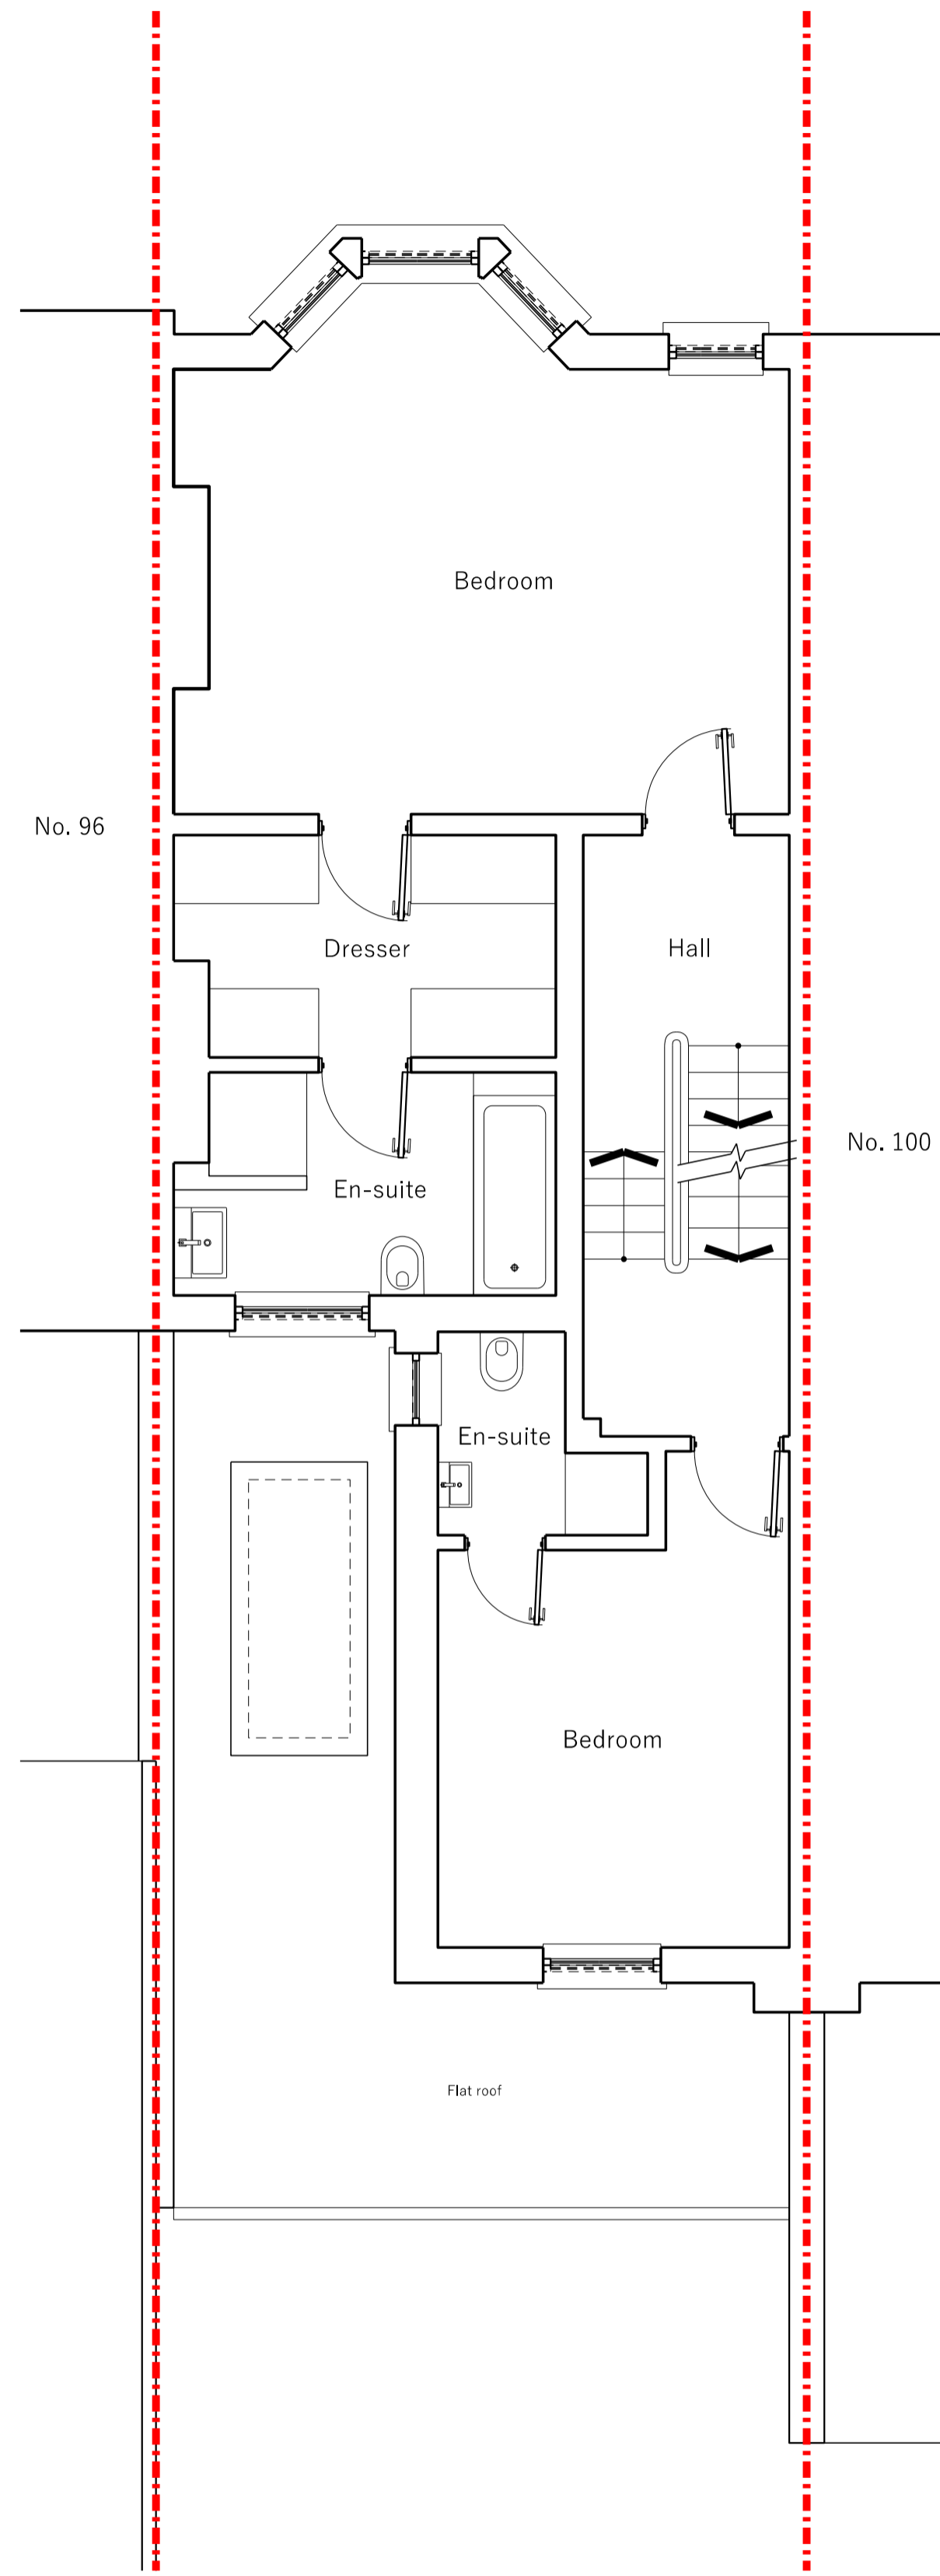 Bedroom
No. 96
Dresser
Hall
No. 100
En-suite
En-suite
Bedroom
Flat roof